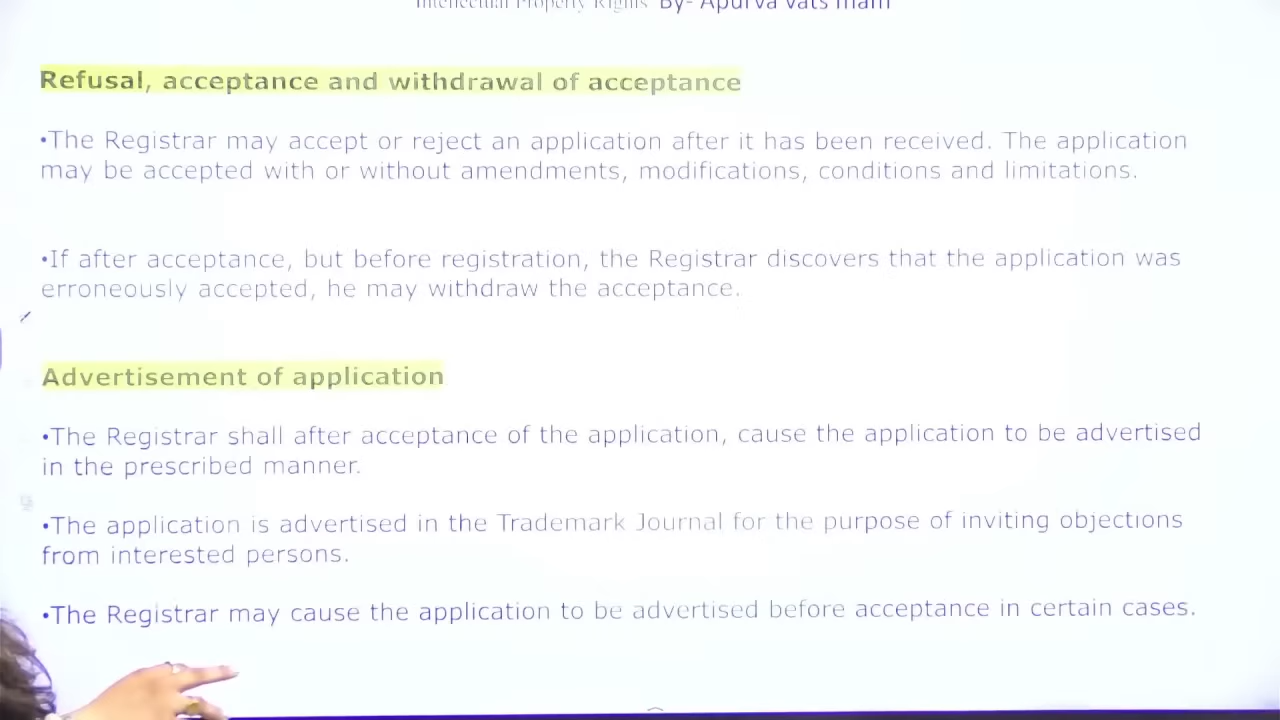 Intellectual Property Rights By- Apurva Vats mam
Refusal, acceptance and withdrawal of acceptance
•The Registrar may accept or reject an application after it has been received. The application
may be accepted with or without amendments, modifications, conditions and limitations.
•If after acceptance, but before registration, the Registrar discovers that the application was
erroneously accepted, he may withdraw the acceptance.
Advertisement of application
•The Registrar shall after acceptance of the application, cause the application to be advertised
in the prescribed manner.
•The application is advertised in the Trademark Journal for the purpose of inviting objections
from interested persons.
•The Registrar may cause the application to be advertised before acceptance in certain cases.